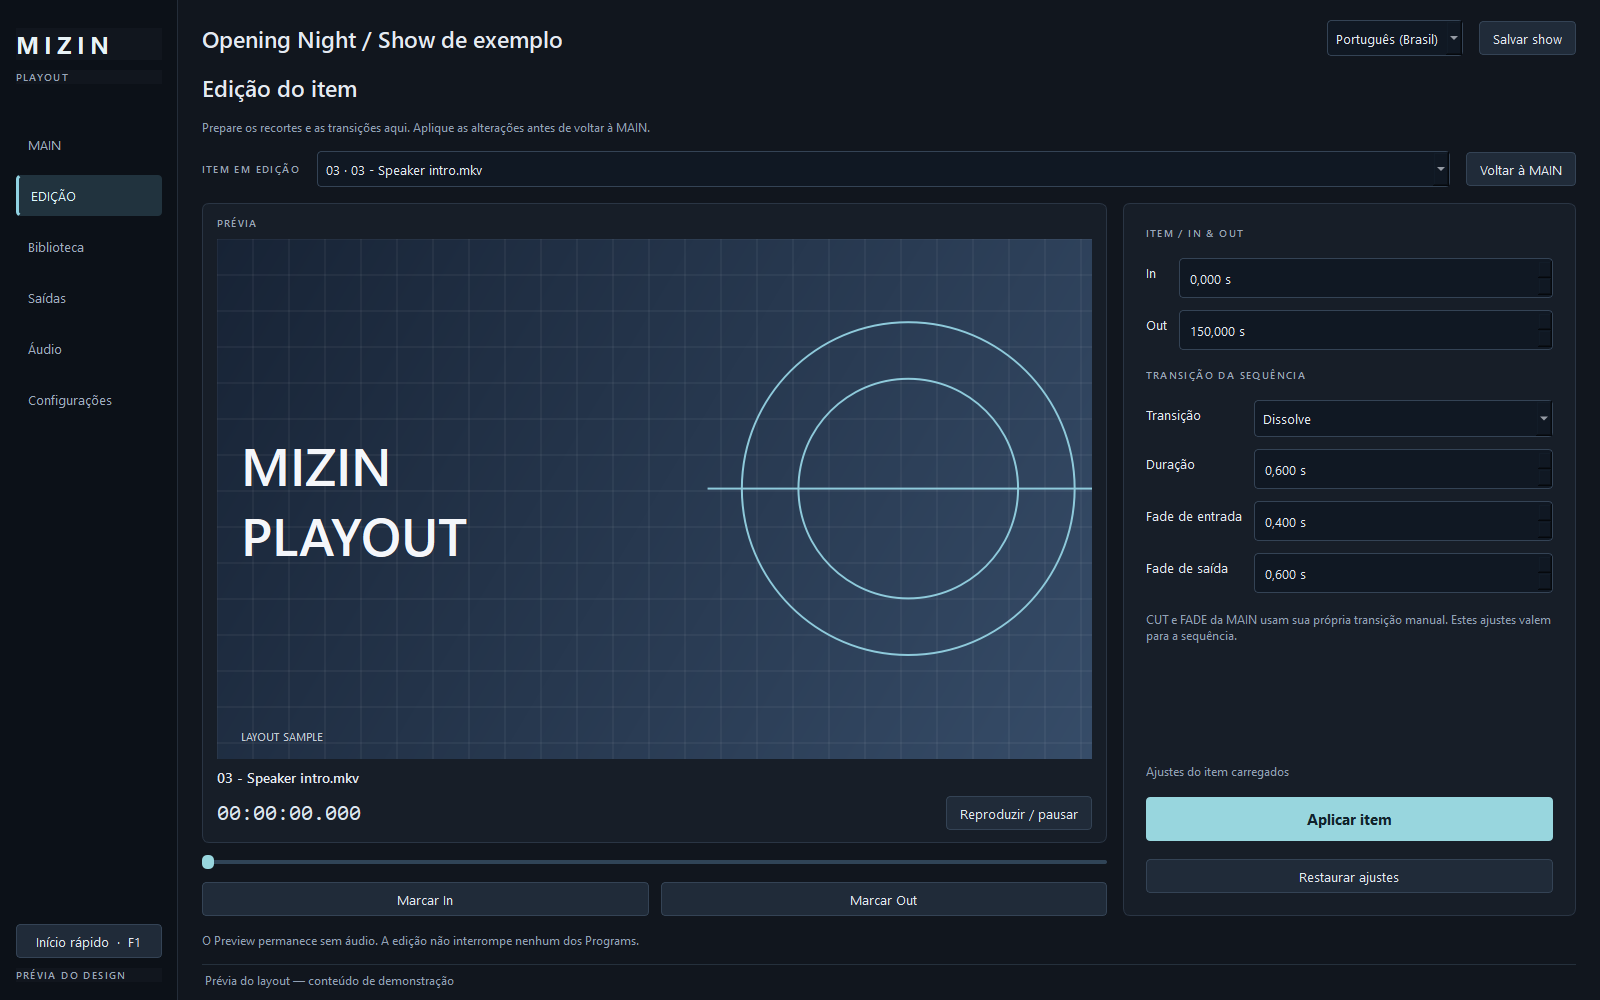 MIZIN
PLAYOUT
MAIN
EDIÇÃO
Biblioteca
Saídas
Áudio
Configurações
Início rápido · F1
PRÉVIA DO DESIGN
Opening Night / Show de exemplo
Português (Brasil)
Salvar show
Edição do item
Prepare os recortes e as transições aqui. Aplique as alterações antes de voltar à MAIN.
ITEM EM EDIÇÃO
03 · 03 - Speaker intro.mkv
Voltar à MAIN
PRÉVIA
MIZIN
PLAYOUT
LAYOUT SAMPLE
03 - Speaker intro.mkv
00:00:00.000
Reproduzir / pausar
Marcar In
Marcar Out
O Preview permanece sem áudio. A edição não interrompe nenhum dos Programs.
ITEM / IN & OUT
In
0,000 s
Out
150,000 s
TRANSIÇÃO DA SEQUÊNCIA
Transição
Dissolve
Duração
0,600 s
Fade de entrada
0,400 s
Fade de saída
0,600 s
CUT e FADE da MAIN usam sua própria transição manual. Estes ajustes valem
para a sequência.
Ajustes do item carregados
Aplicar item
Restaurar ajustes
Prévia do layout — conteúdo de demonstração